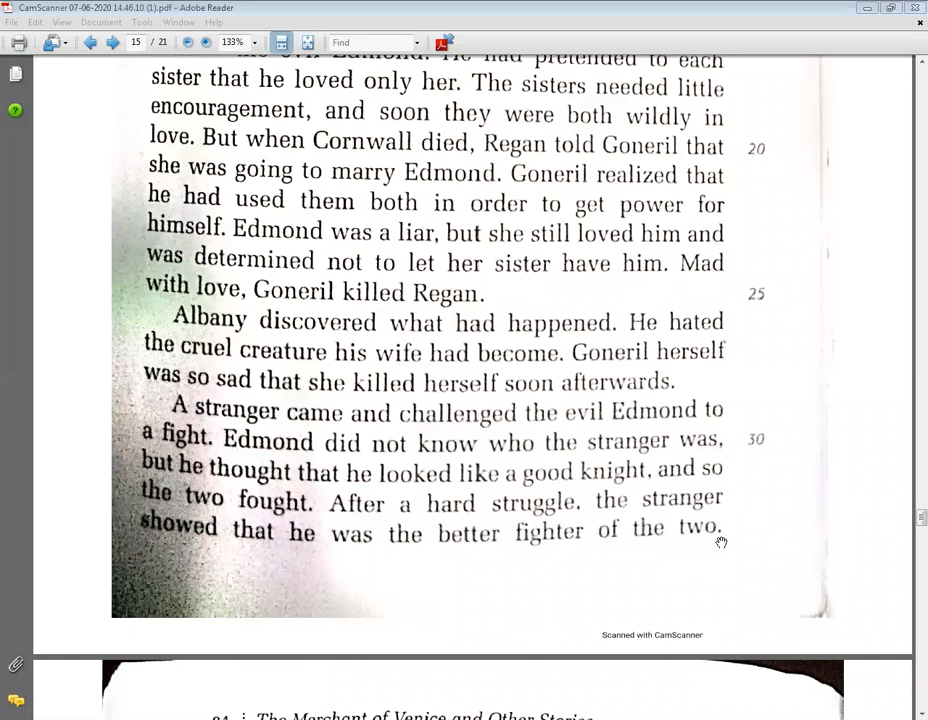 CamScanner 07-06-2020 14.46.10 (1).pdf - Adobe Reader
File Edit View Document Tools Window Help
15 / 21 133% Find
the evil Edmond. He had pretended to each
sister that he loved only her. The sisters needed little
encouragement, and soon they were both wildly in
love. But when Cornwall died, Regan told Goneril that 20
she was going to marry Edmond. Goneril realized that
he had used them both in order to get power for
himself. Edmond was a liar, but she still loved him and
was determined not to let her sister have him. Mad
with love, Goneril killed Regan. 25
Albany discovered what had happened. He hated
the cruel creature his wife had become. Goneril herself
was so sad that she killed herself soon afterwards.
A stranger came and challenged the evil Edmond to
a fight. Edmond did not know who the stranger was, 30
but he thought that he looked like a good knight, and so
the two fought. After a hard struggle, the stranger
showed that he was the better fighter of the two.
Scanned with CamScanner
The Merchant of Venice and Other Stories